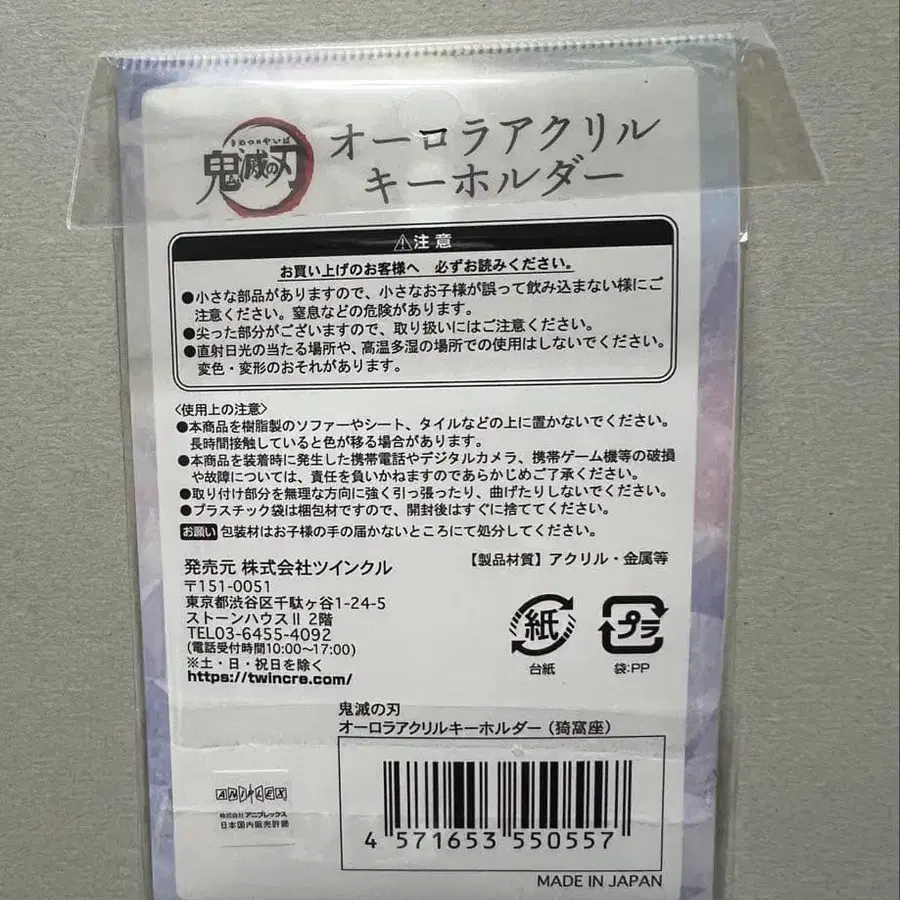 きめつのやいば
鬼滅の刃
オーロラアクリル
キーホルダー
⚠注意
お買い上げのお客様へ 必ずお読みください。
●小さな部品がありますので、小さなお子様が誤って飲み込まない様にご
注意ください。窒息などの危険があります。
●尖った部分がございますので、取り扱いにはご注意ください。
●直射日光の当たる場所や、高温多湿の場所での使用はしないでください。
変色・変形のおそれがあります。
〈使用上の注意〉
●本商品を樹脂製のソファーやシート、タイルなどの上に置かないでください。
長時間接触していると色が移る場合があります。
●本商品を装着時に発生した携帯電話やデジタルカメラ、携帯ゲーム機等の破損
や故障については、責任を負いかねますのであらかじめご了承ください。
●取り付け部分を無理な方向に強く引っ張ったり、曲げたりしないでください。
●プラスチック袋は梱包材ですので、開封後はすぐに捨ててください。
お願い 包装材はお子様の手の届かないところにて処分してください。
発売元 株式会社ツインクル
〒151-0051
東京都渋谷区千駄ヶ谷1-24-5
ストーンハウスⅡ 2階
TEL03-6455-4092
(電話受付時間10:00〜17:00)
※土・日・祝日を除く
https://twincre.com/
【製品材質】アクリル・金属等
紙
台紙
プラ
袋:PP
鬼滅の刃
オーロラアクリルキーホルダー(猗窩座)
ANIPLEX
株式会社アニプレックス
日本国内販売許諾
4 571653 550557
MADE IN JAPAN